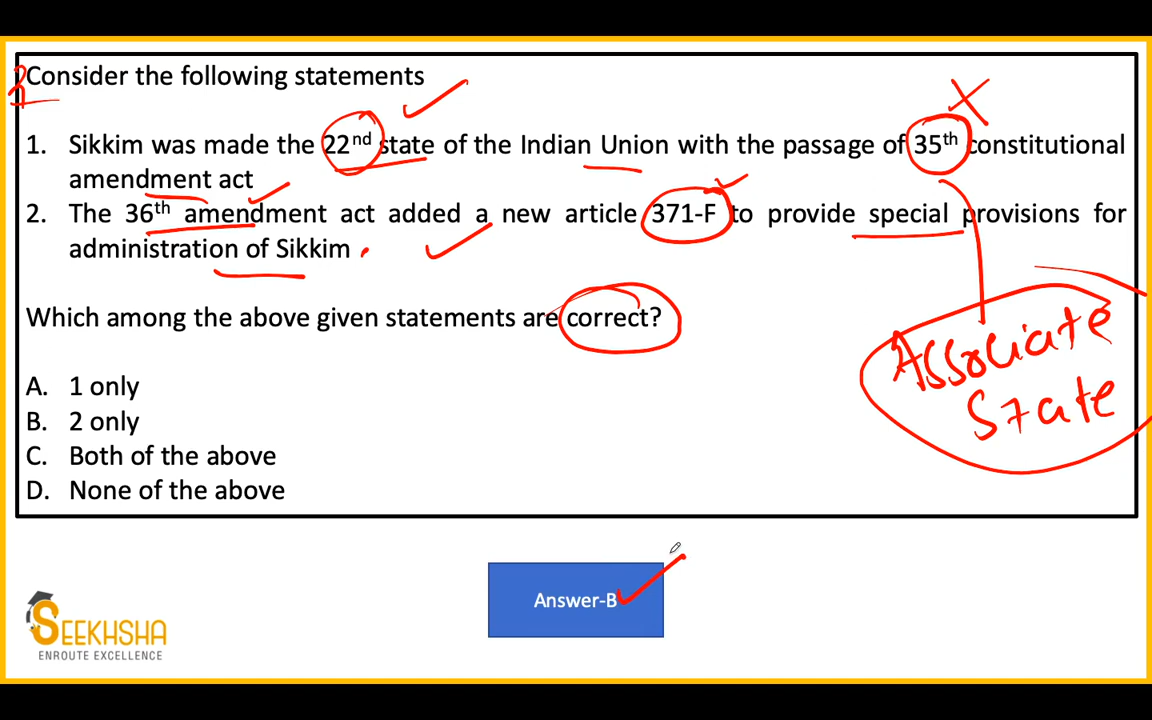 Consider the following statements
1. Sikkim was made the 22nd state of the Indian Union with the passage of 35th constitutional
amendment act
2. The 36th amendment act added a new article 371-F to provide special provisions for
administration of Sikkim
Which among the above given statements are correct?
Associate
State
A. 1 only
B. 2 only
C. Both of the above
D. None of the above
Answer-B
SEEKHSHA
ENROUTE EXCELLENCE